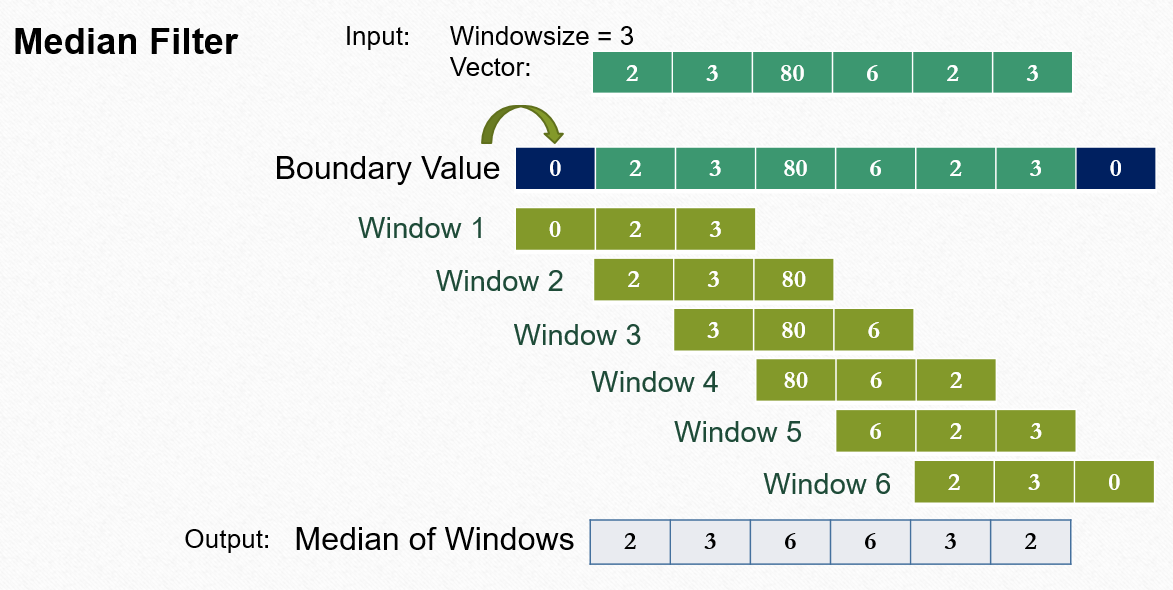 Median Filter
Input: Windowsize = 3
Vector: 2 3 80 6 2 3
Boundary Value 0 2 3 80 6 2 3 0
Window 1 0 2 3
Window 2 2 3 80
Window 3 3 80 6
Window 4 80 6 2
Window 5 6 2 3
Window 6 2 3 0
Output: Median of Windows 2 3 6 6 3 2